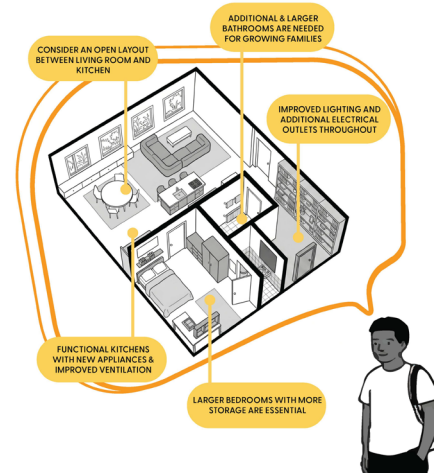 ADDITIONAL & LARGER
BATHROOMS ARE NEEDED
FOR GROWING FAMILIES
CONSIDER AN OPEN LAYOUT
BETWEEN LIVING ROOM AND
KITCHEN
IMPROVED LIGHTING AND
ADDITIONAL ELECTRICAL
OUTLETS THROUGHOUT
FUNCTIONAL KITCHENS
WITH NEW APPLIANCES &
IMPROVED VENTILATION
LARGER BEDROOMS WITH MORE
STORAGE ARE ESSENTIAL